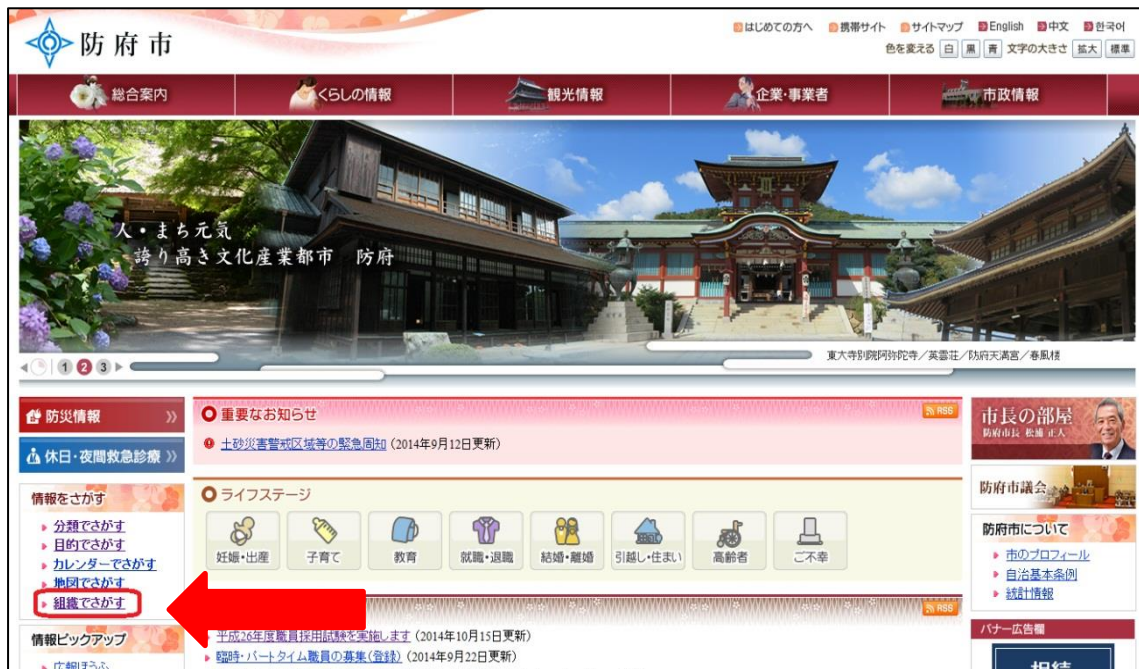 防府市
はじめての方へ 携帯サイト サイトマップ English 中文 한국어
色を変える 白 黒 青 文字の大きさ 拡大 標準
総合案内 くらしの情報 観光情報 企業・事業者 市政情報
人・まち元気
誇り高き文化産業都市 防府
東大寺別院阿弥陀寺／英雲荘／防府天満宮／春風楼
1 2 3
防災情報
休日・夜間救急診療
情報をさがす
分類でさがす
目的でさがす
カレンダーでさがす
地図でさがす
組織でさがす
情報ピックアップ
広報ほうふ
重要なお知らせ RSS
土砂災害警戒区域等の緊急周知 (2014年9月12日更新)
ライフステージ
妊娠・出産 子育て 教育 就職・退職 結婚・離婚 引越し・住まい 高齢者 ご不幸
RSS
平成26年度職員採用試験を実施します (2014年10月15日更新)
臨時・パートタイム職員の募集(登録) (2014年9月22日更新)
市長の部屋
防府市長 松浦 正人
防府市議会
防府市について
市のプロフィール
自治基本条例
統計情報
バナー広告欄
相続